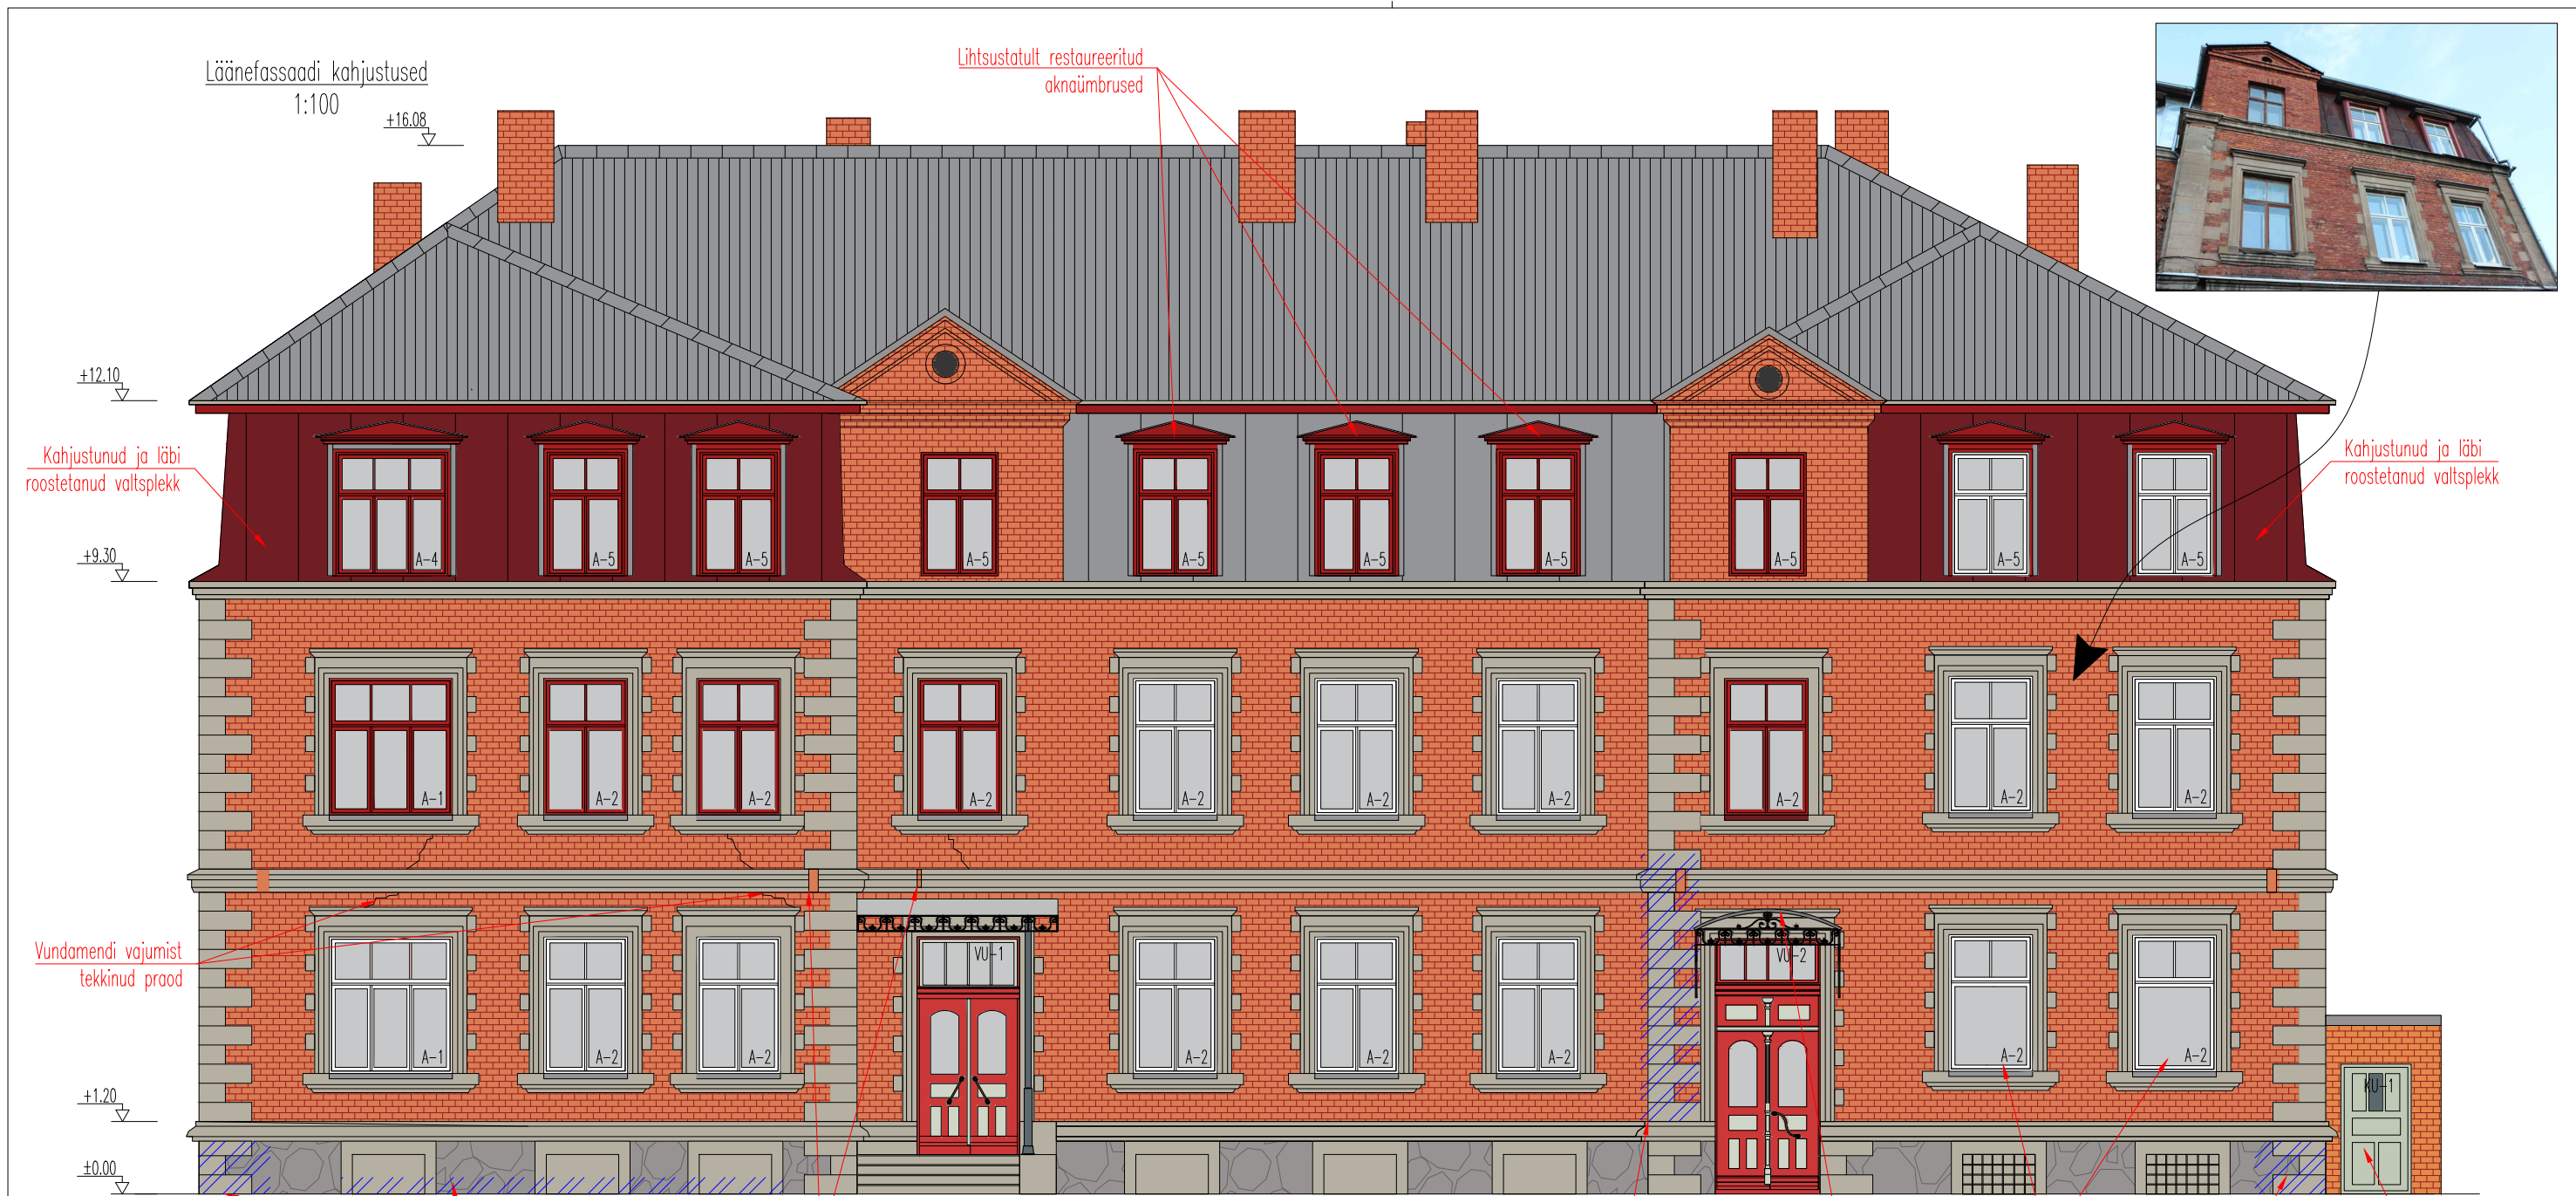 Läänefassaadi kahjustused
1:100
Lihtsustatult restaureeritud
aknaümbrused
+16.08
+12.10
Kahjustunud ja läbi
roostetanud valtsplekk
Kahjustunud ja läbi
roostetanud valtsplekk
+9.30
A-4 A-5 A-5 A-5 A-5 A-5 A-5 A-5 A-5 A-5
A-1 A-2 A-2 A-2 A-2 A-2 A-2 A-2 A-2 A-2
Vundamendi vajumist
tekkinud praod
VU-1 VU-2
A-1 A-2 A-2 A-2 A-2 A-2 A-2 A-2
KU-1
+1.20
±0.00